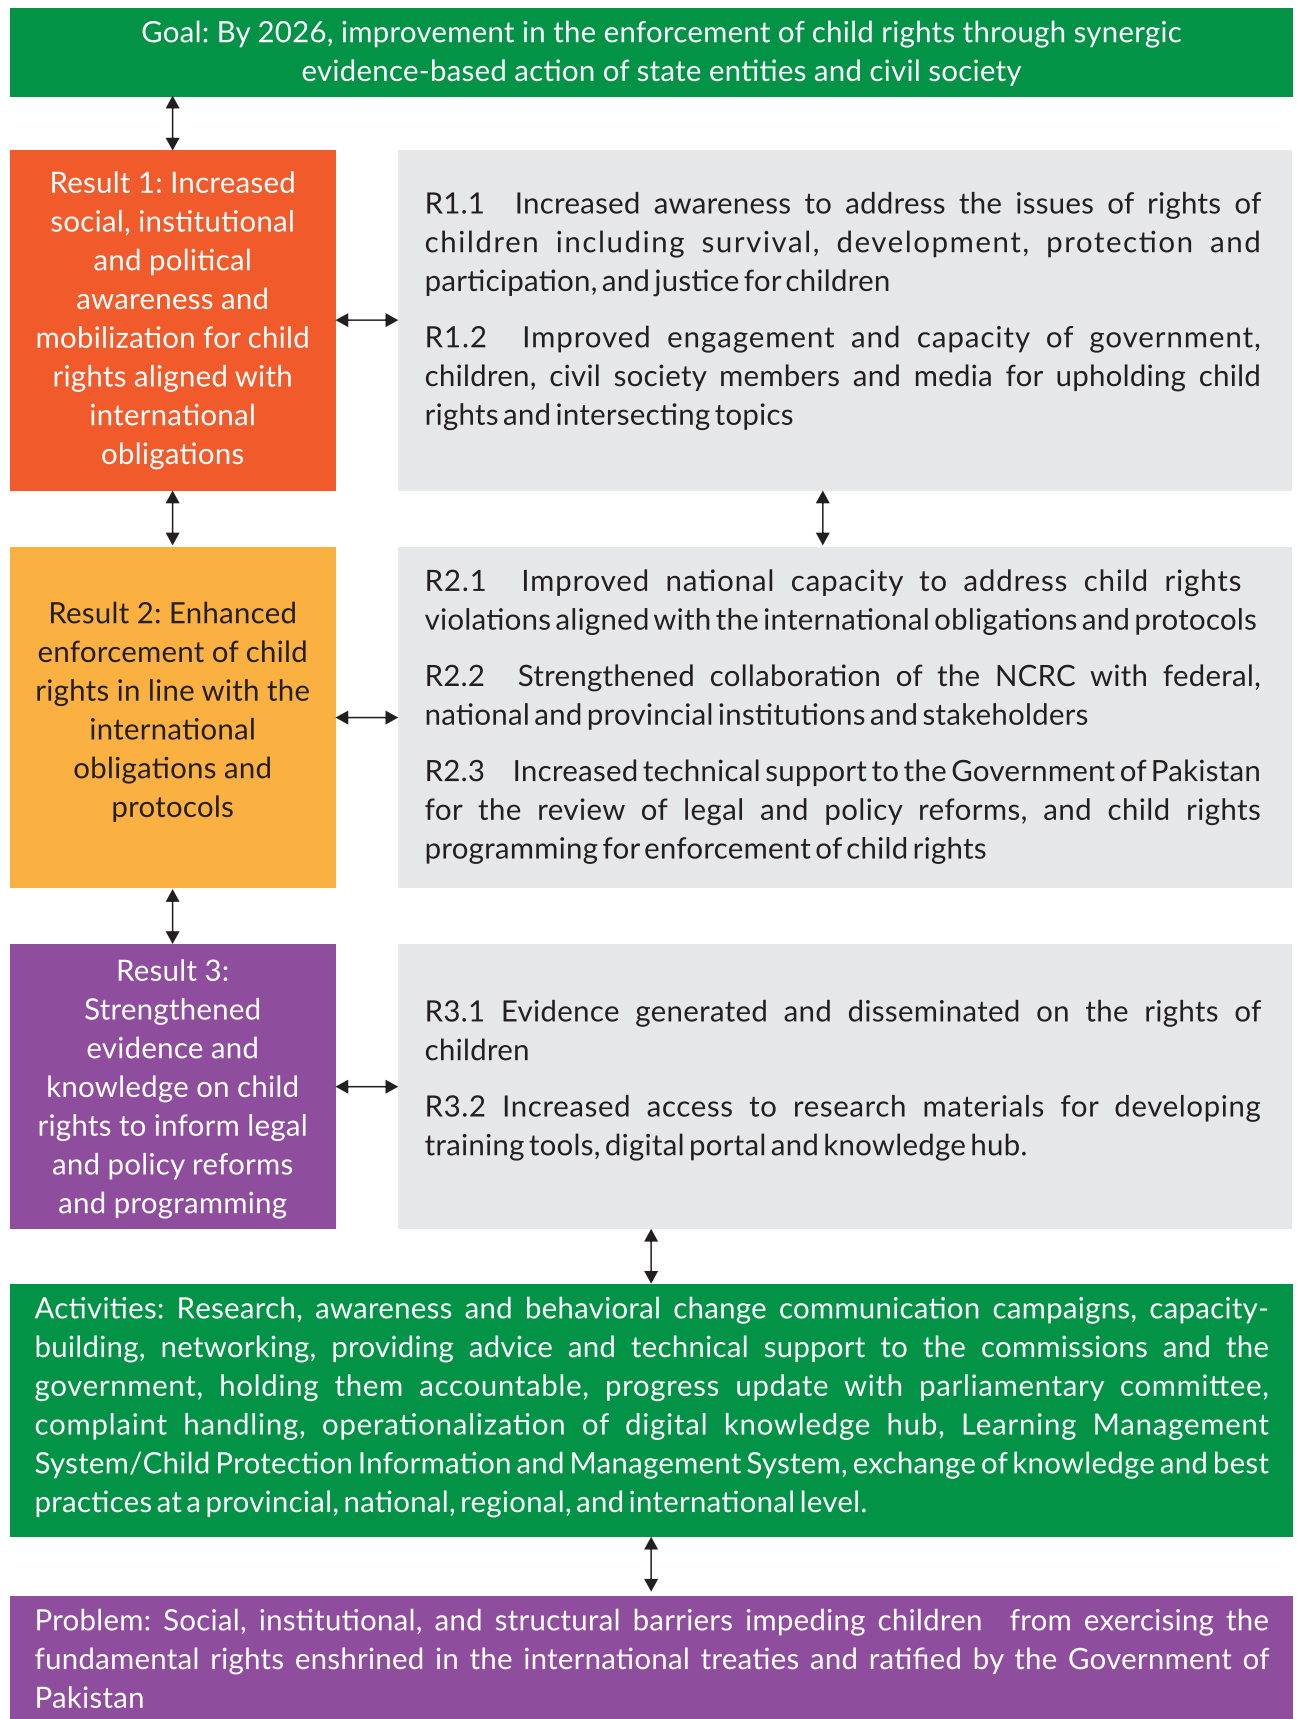 Goal: By 2026, improvement in the enforcement of child rights through synergic
evidence-based action of state entities and civil society
Result 1: Increased
social, institutional
and political
awareness and
mobilization for child
rights aligned with
international
obligations
R1.1 Increased awareness to address the issues of rights of
children including survival, development, protection and
participation, and justice for children
R1.2 Improved engagement and capacity of government,
children, civil society members and media for upholding child
rights and intersecting topics
Result 2: Enhanced
enforcement of child
rights in line with the
international
obligations and
protocols
R2.1 Improved national capacity to address child rights
violations aligned with the international obligations and protocols
R2.2 Strengthened collaboration of the NCRC with federal,
national and provincial institutions and stakeholders
R2.3 Increased technical support to the Government of Pakistan
for the review of legal and policy reforms, and child rights
programming for enforcement of child rights
Result 3:
Strengthened
evidence and
knowledge on child
rights to inform legal
and policy reforms
and programming
R3.1 Evidence generated and disseminated on the rights of
children
R3.2 Increased access to research materials for developing
training tools, digital portal and knowledge hub.
Activities: Research, awareness and behavioral change communication campaigns, capacity-
building, networking, providing advice and technical support to the commissions and the
government, holding them accountable, progress update with parliamentary committee,
complaint handling, operationalization of digital knowledge hub, Learning Management
System/Child Protection Information and Management System, exchange of knowledge and best
practices at a provincial, national, regional, and international level.
Problem: Social, institutional, and structural barriers impeding children from exercising the
fundamental rights enshrined in the international treaties and ratified by the Government of
Pakistan